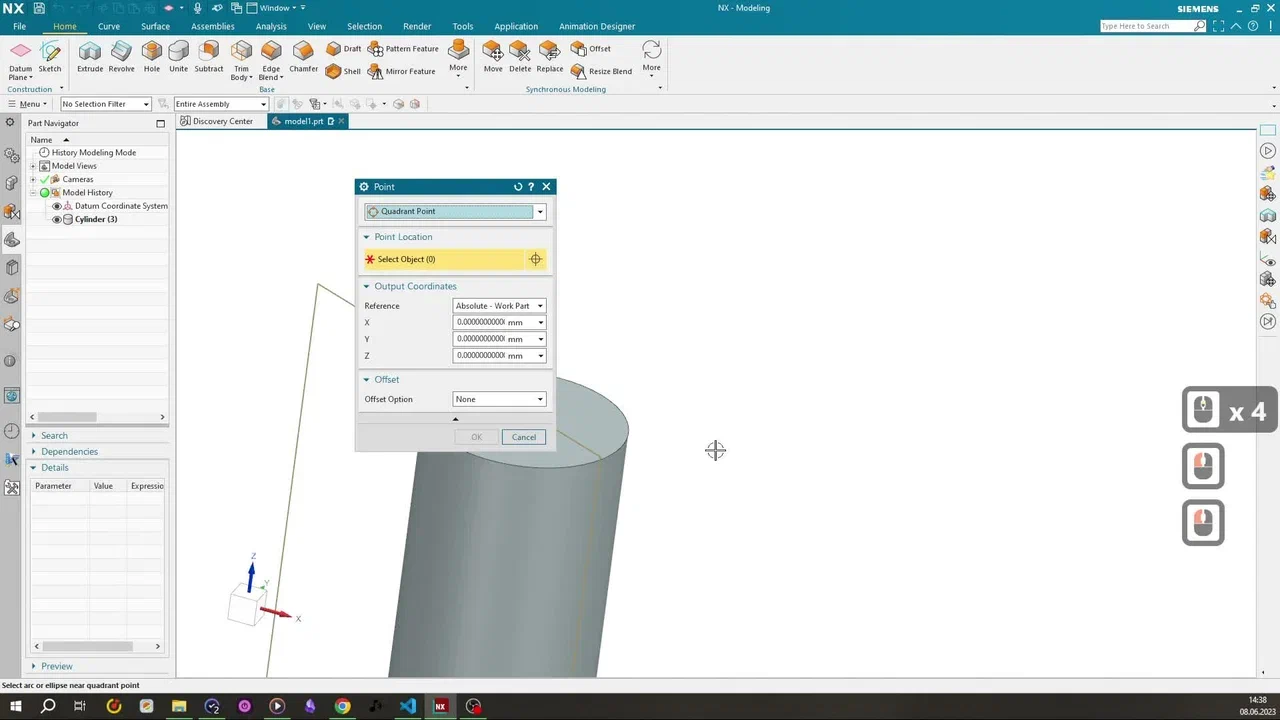 NX
Window
NX - Modeling
SIEMENS
File Home Curve Surface Assemblies Analysis View Selection Render Tools Application Animation Designer
Type Here to Search
Datum Plane
Sketch
Extrude
Revolve
Hole
Unite
Subtract
Trim Body
Edge Blend
Chamfer
Draft
Shell
Pattern Feature
Mirror Feature
More
Move
Delete
Replace
Offset
Resize Blend
More
Construction
Base
Synchronous Modeling
Menu
No Selection Filter
Entire Assembly
Part Navigator
Discovery Center
model1.prt
Name
History Modeling Mode
Model Views
Cameras
Model History
Datum Coordinate System
Cylinder (3)
Search
Dependencies
Details
Parameter Value Expressio
Preview
Point
Quadrant Point
Point Location
Select Object (0)
Output Coordinates
Reference Absolute - Work Part
X 0.0000000000 mm
Y 0.0000000000 mm
Z 0.0000000000 mm
Offset
Offset Option None
OK Cancel
Z
Y
X
x 4
Select arc or ellipse near quadrant point
NX
14:38
08.06.2023